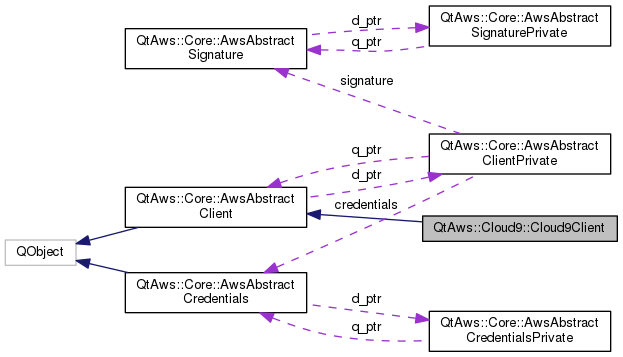 QtAws::Core::AwsAbstract
Signature
d_ptr
q_ptr
QtAws::Core::AwsAbstract
SignaturePrivate
signature
QtAws::Core::AwsAbstract
ClientPrivate
q_ptr
d_ptr
QtAws::Core::AwsAbstract
Client
credentials
QtAws::Cloud9::Cloud9Client
QObject
QtAws::Core::AwsAbstract
Credentials
d_ptr
q_ptr
QtAws::Core::AwsAbstract
CredentialsPrivate